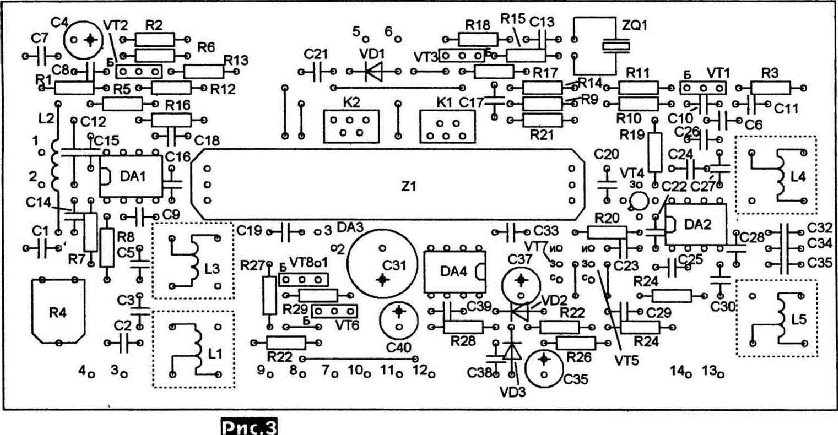 C4
VT2
R2
R18
R15
C13
ZQ1
C7
R6
C21
5
6
VD1
VT3
Б
C8
Б
R13
R17
R14
R11
Б
VT1
R3
R1
R5
R12
K2
K1
C17
R9
R10
C10
C11
L2
C12
R16
R21
R19
C26
C6
1
C15
C18
C16
DA1
Z1
C20
C24
C27
L4
2
VT4
з
C22
C14
C9
C19
3
DA3
C33
R20
DA2
C32
C1
R7
R8
C5
2
VT7
и
и
C28
C34
L3
R27
Б
VT8
1
C31
DA4
C37
з
з
C23
C25
C35
с
с
R24
R4
C3
R29
C39
VD2
C30
Б
VT6
C40
R28
R22
C29
L5
C2
L1
R22
R26
R24
C38
VD3
C35
VT5
4
3
9
8
7
10
11
12
14
13
Рис.3